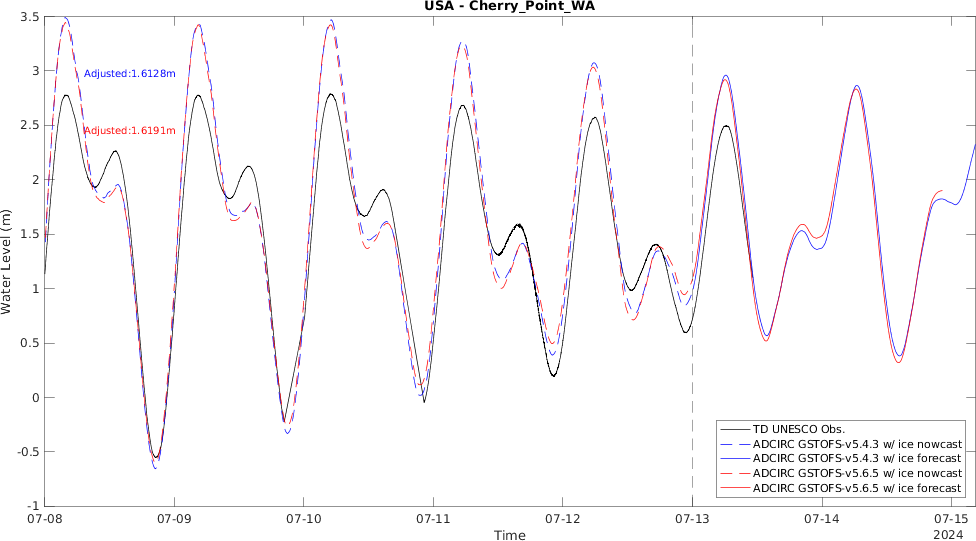 USA - Cherry_Point_WA
3.5
3
2.5
2
1.5
1
0.5
0
-0.5
-1
Water Level (m)
Adjusted:1.6128m
Adjusted:1.6191m
TD UNESCO Obs.
ADCIRC GSTOFS-v5.4.3 w/ ice nowcast
ADCIRC GSTOFS-v5.4.3 w/ ice forecast
ADCIRC GSTOFS-v5.6.5 w/ ice nowcast
ADCIRC GSTOFS-v5.6.5 w/ ice forecast
07-08 07-09 07-10 07-11 07-12 07-13 07-14 07-15
Time
2024